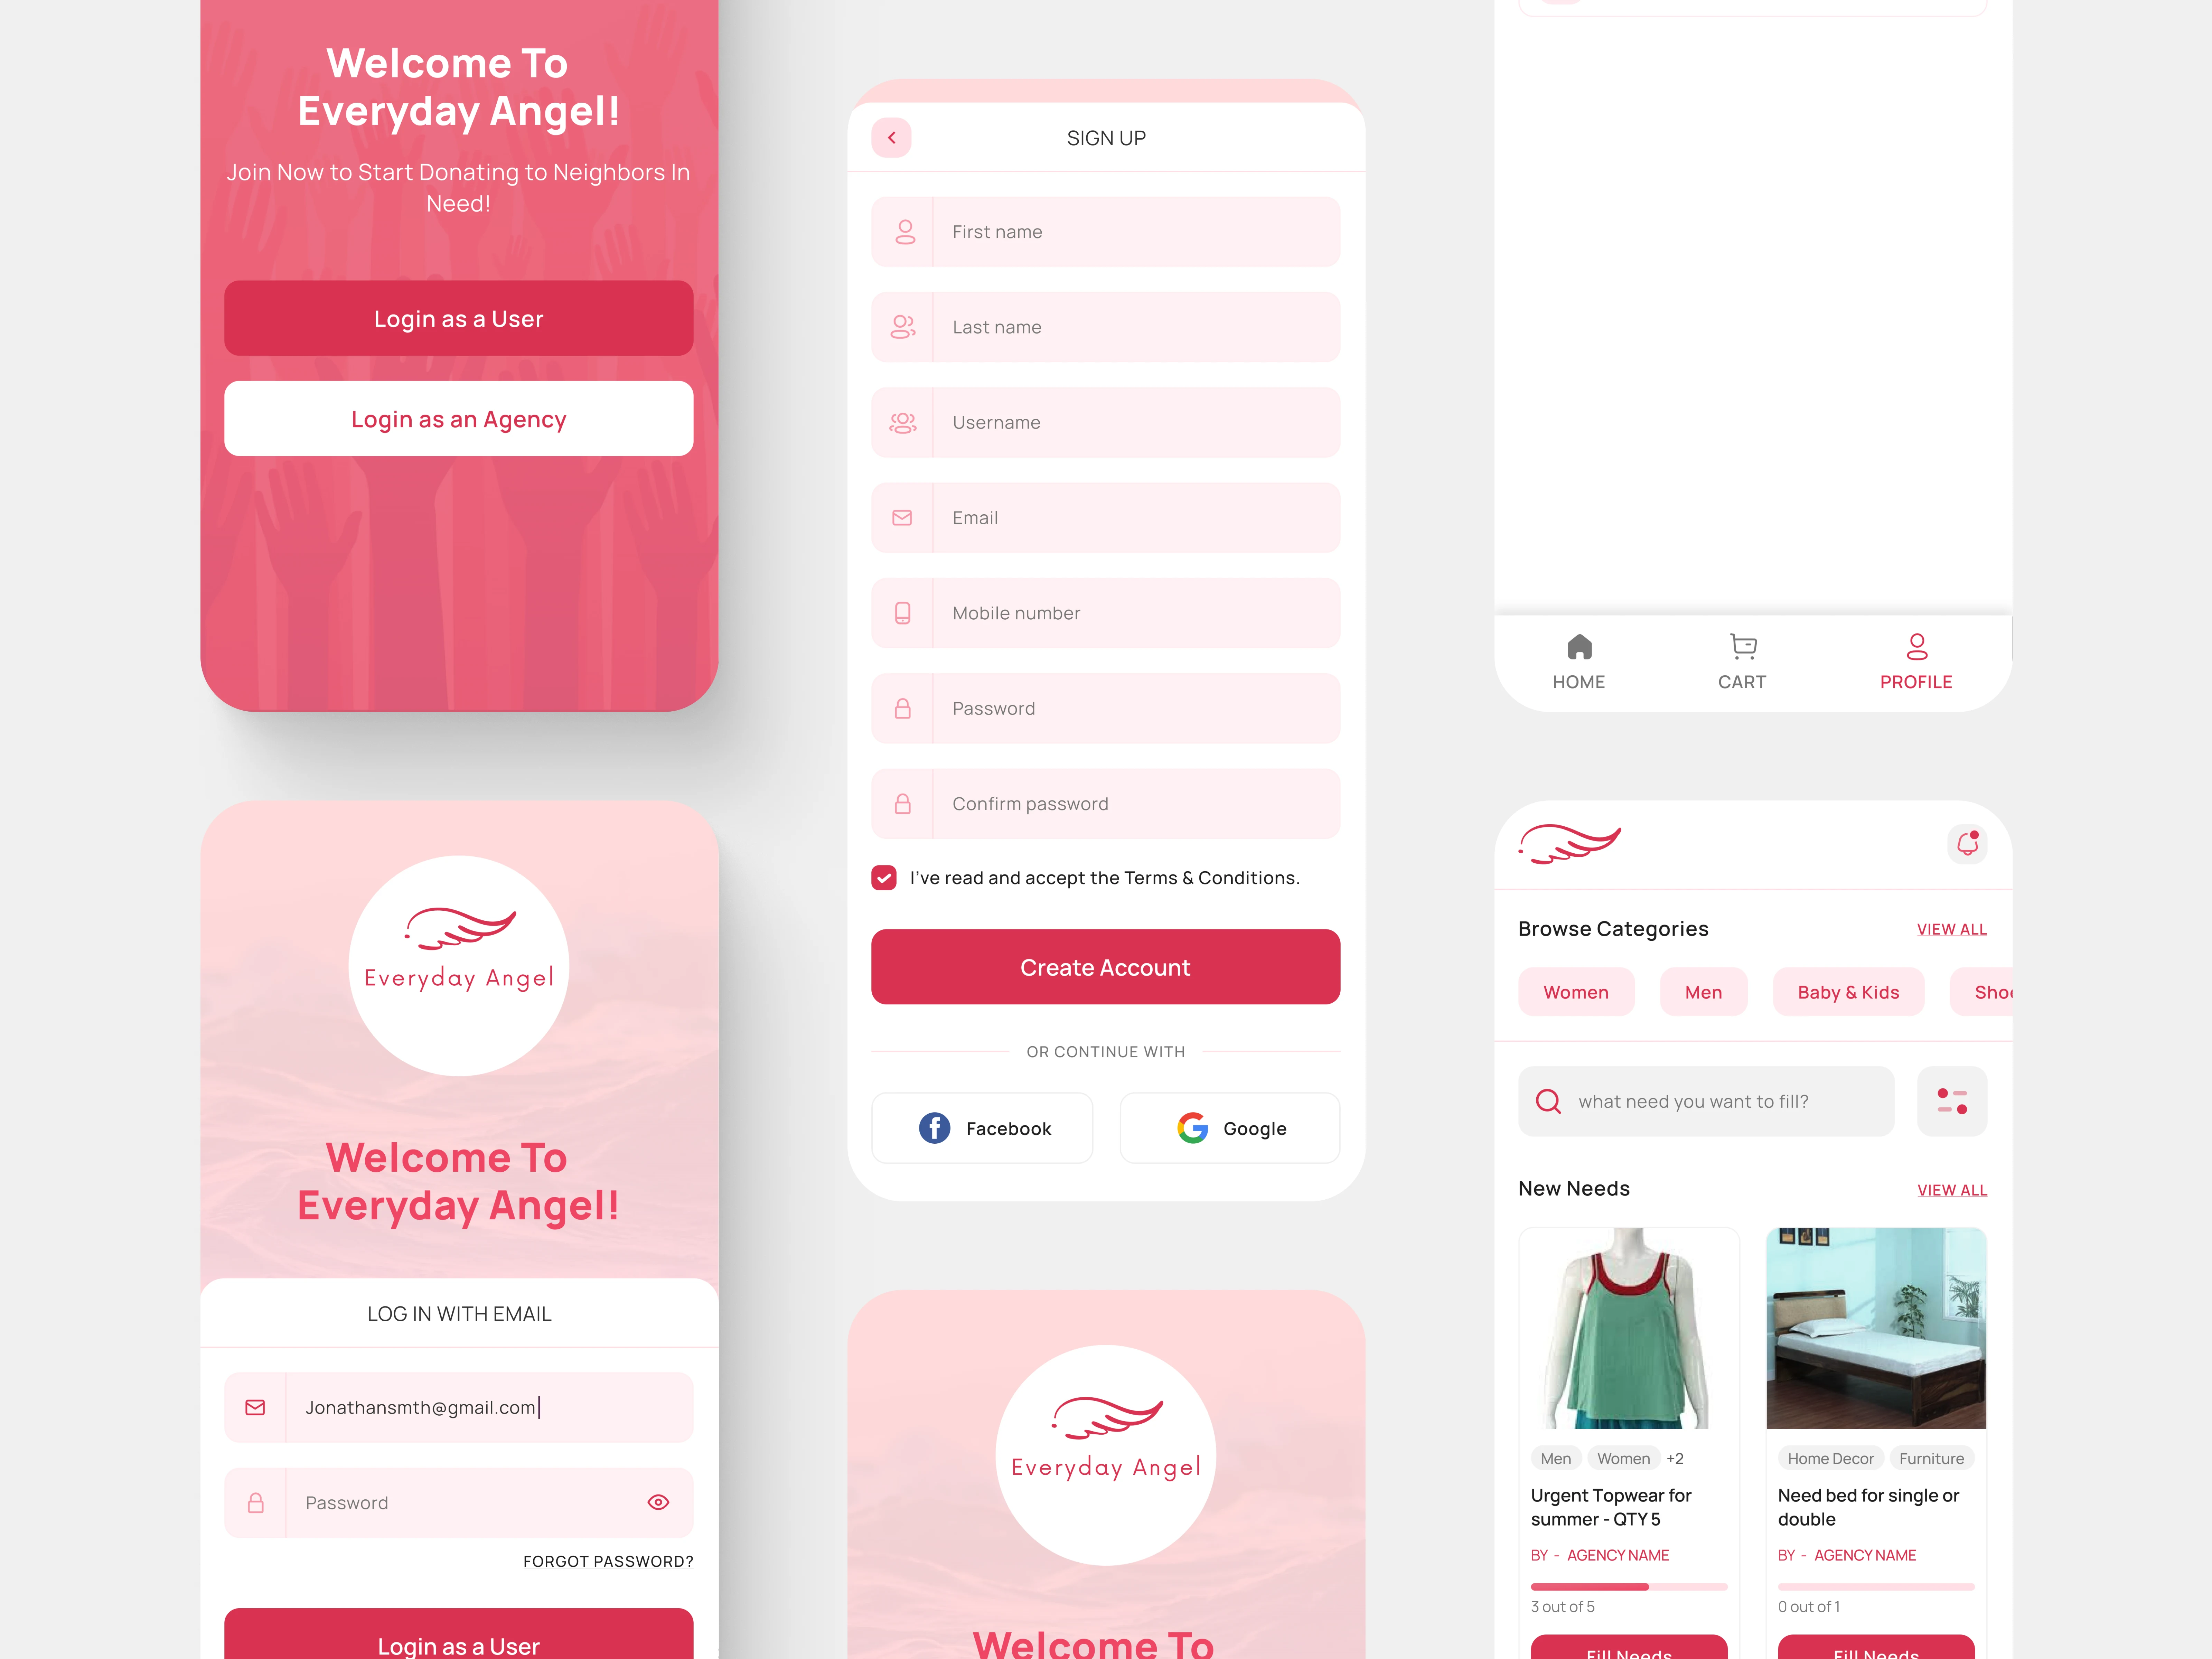 Welcome To
Everyday Angel!
Join Now to Start Donating to Neighbors In
Need!
Login as a User
Login as an Agency
Everyday Angel
Welcome To
Everyday Angel!
LOG IN WITH EMAIL
Jonathansmth@gmail.com
Password
FORGOT PASSWORD?
Login as a User
SIGN UP
First name
Last name
Username
Email
Mobile number
Password
Confirm password
I've read and accept the Terms & Conditions.
Create Account
OR CONTINUE WITH
Facebook
Google
Everyday Angel
Welcome To
HOME
CART
PROFILE
Browse Categories
VIEW ALL
Women
Men
Baby & Kids
Sho
what need you want to fill?
New Needs
VIEW ALL
Men
Women
+2
Urgent Topwear for
summer - QTY 5
BY - AGENCY NAME
3 out of 5
Fill Needs
Home Decor
Furniture
Need bed for single or
double
BY - AGENCY NAME
0 out of 1
Fill Needs